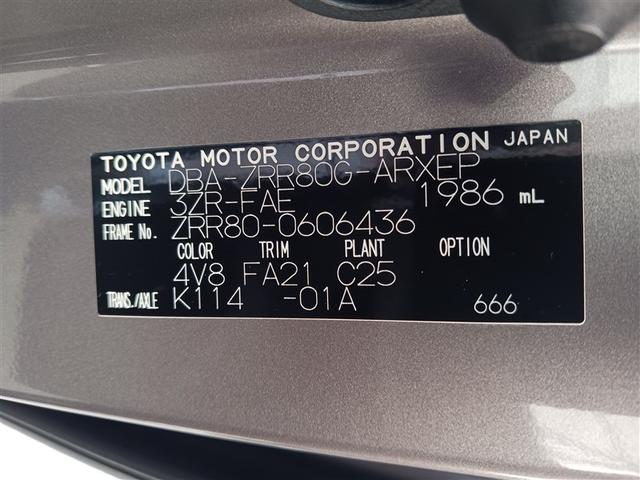 TOYOTA MOTOR CORPORATION JAPAN
MODEL DBA-ZRR80G-ARXEP
ENGINE 3ZR-FAE 1986 mL
FRAME No. ZRR80-0606436
COLOR TRIM PLANT OPTION
4V8 FA21 C25
TRANS./AXLE K114 -01A 666